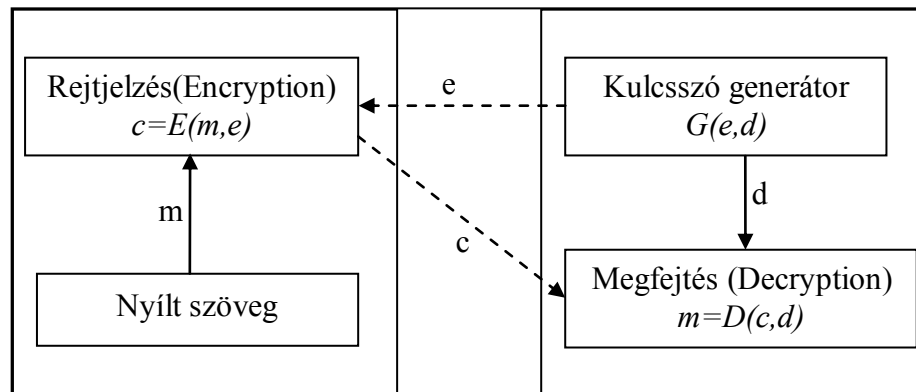 Rejtjelzés(Encryption)
c=E(m,e)
e
Kulcsszó generátor
G(e,d)
m
c
d
Nyílt szöveg
Megfejtés (Decryption)
m=D(c,d)